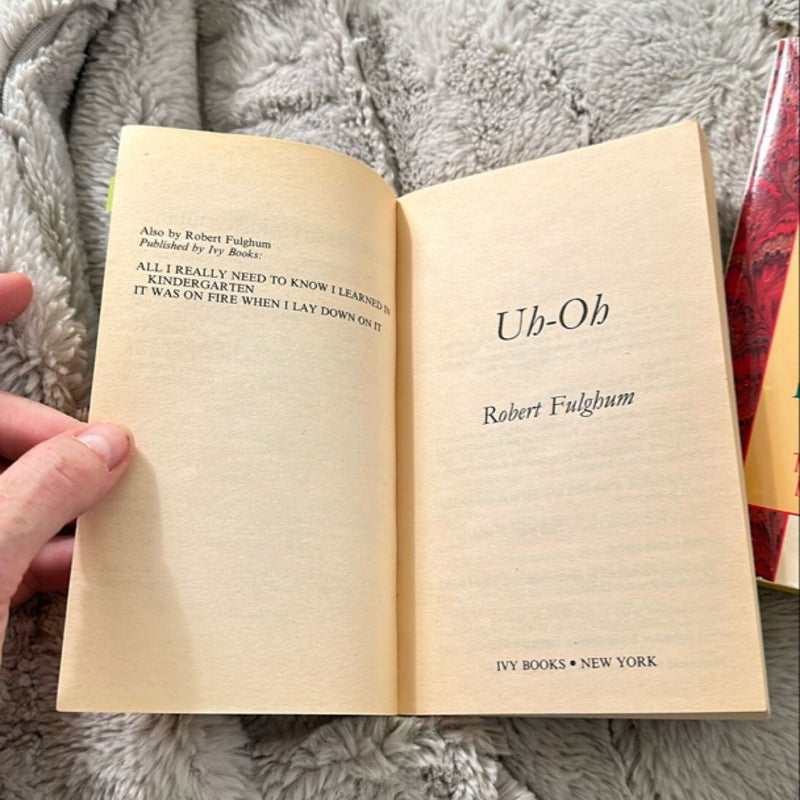 Also by Robert Fulghum
Published by Ivy Books:
ALL I REALLY NEED TO KNOW I LEARNED IN
KINDERGARTEN
IT WAS ON FIRE WHEN I LAY DOWN ON IT
Uh-Oh
Robert Fulghum
IVY BOOKS • NEW YORK